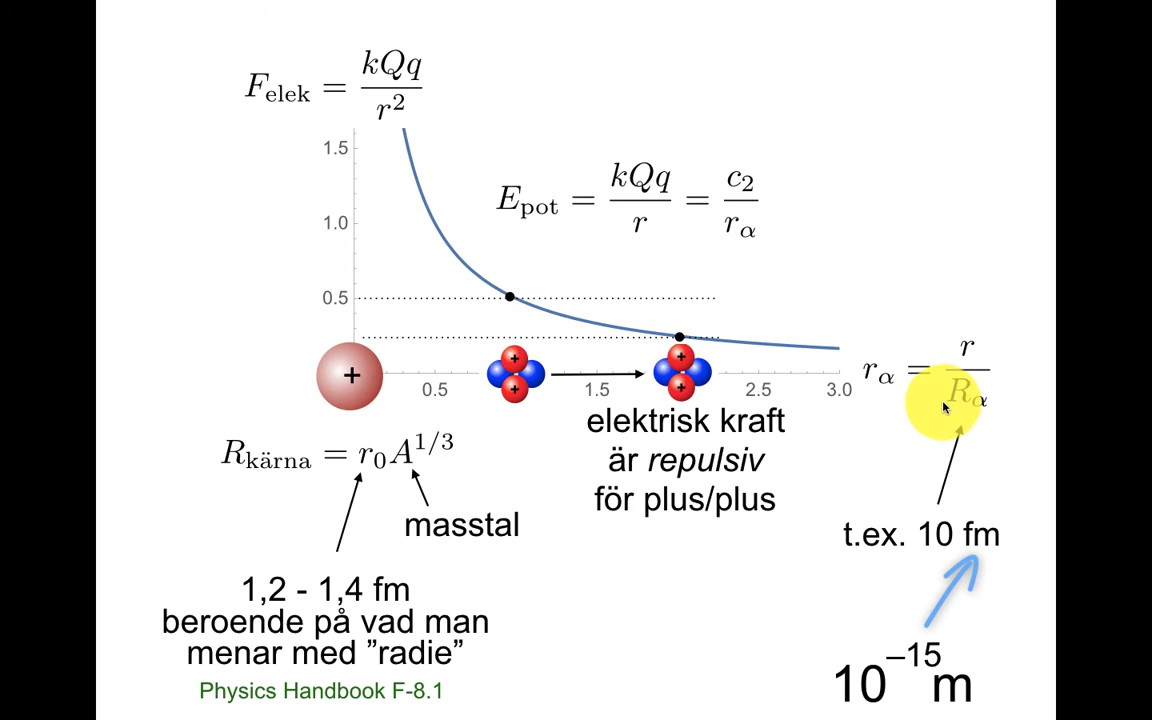 F_elek = kQq / r²
1.5
E_pot = kQq / r = c₂ / r_α
1.0
0.5
+ + +
+ +
0.5 1.5 2.5 3.0
r_α = r / R_α
elektrisk kraft
är repulsiv
för plus/plus
R_kärna = r₀A^1/3
masstal
t.ex. 10 fm
1,2 - 1,4 fm
beroende på vad man
menar med ”radie”
Physics Handbook F-8.1
10^–15 m